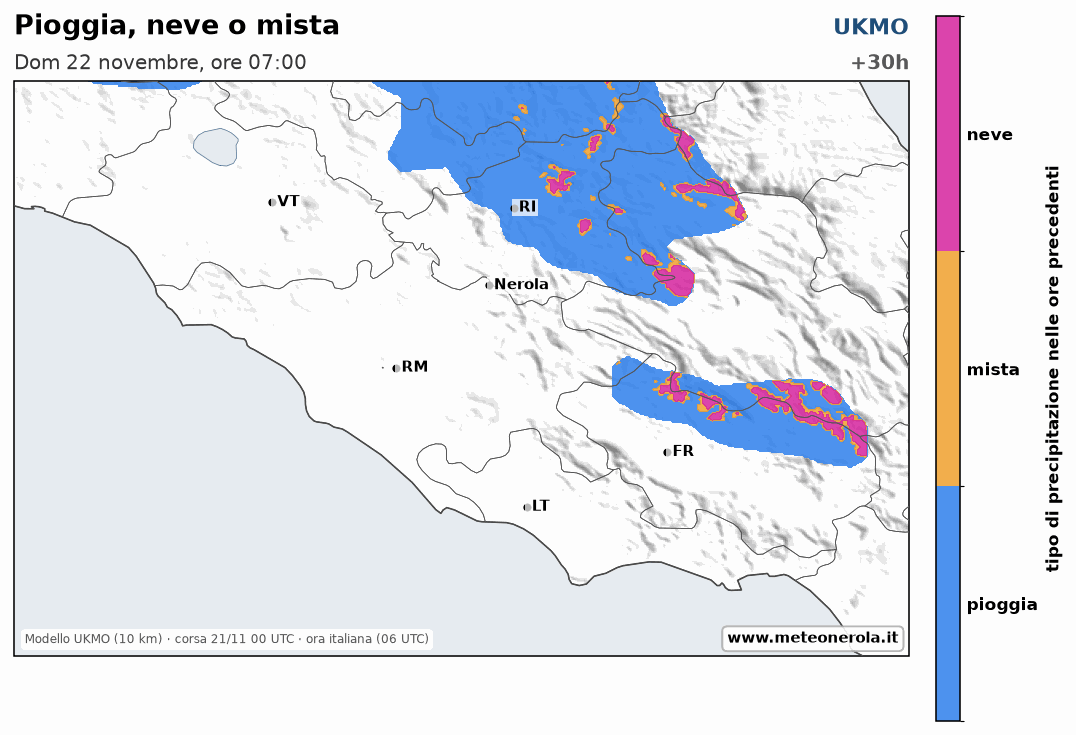 Pioggia, neve o mista
UKMO
Dom 22 novembre, ore 07:00
+30h
neve
VT
RI
Nerola
mista
RM
FR
LT
pioggia
tipo di precipitazione nelle ore precedenti
Modello UKMO (10 km) · corsa 21/11 00 UTC · ora italiana (06 UTC)
www.meteonerola.it